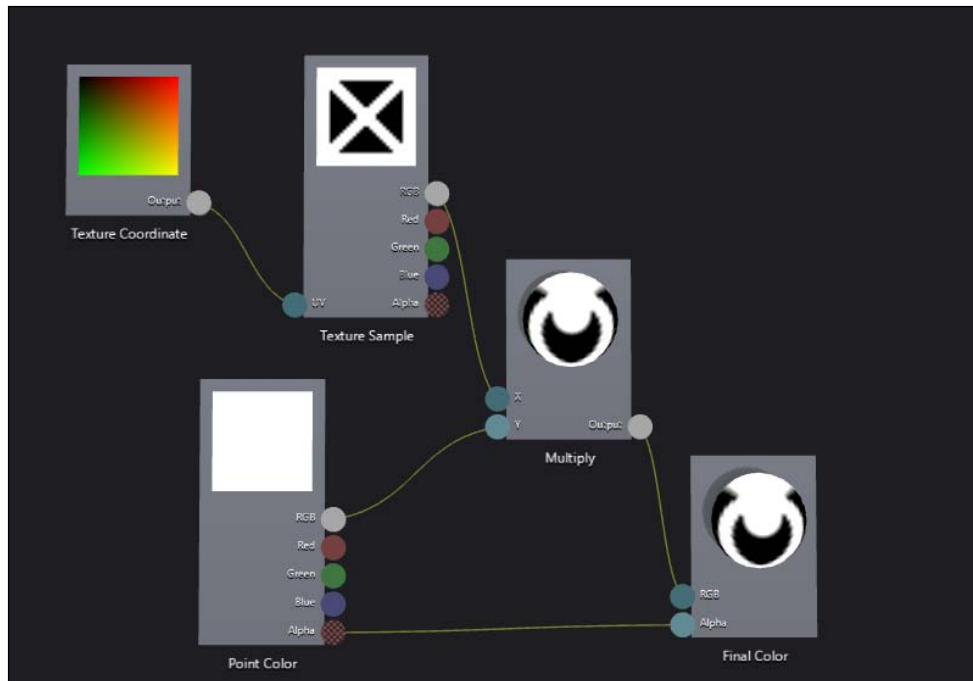 Output
Texture Coordinate
RGB
Red
Green
Blue
UV
Alpha
Texture Sample
X
Y
Output
Multiply
RGB
Red
Green
Blue
Alpha
Point Color
RGB
Alpha
Final Color